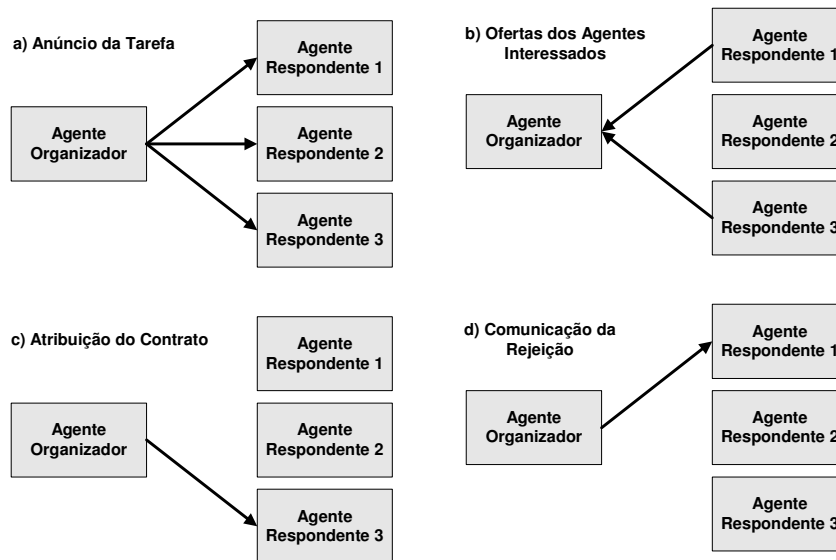 a) Anúncio da Tarefa
Agente
Respondente 1
Agente
Organizador
Agente
Respondente 2
Agente
Respondente 3
b) Ofertas dos Agentes
Interessados
Agente
Respondente 1
Agente
Organizador
Agente
Respondente 2
Agente
Respondente 3
c) Atribuição do Contrato
Agente
Respondente 1
Agente
Organizador
Agente
Respondente 2
Agente
Respondente 3
d) Comunicação da
Rejeição
Agente
Respondente 1
Agente
Organizador
Agente
Respondente 2
Agente
Respondente 3